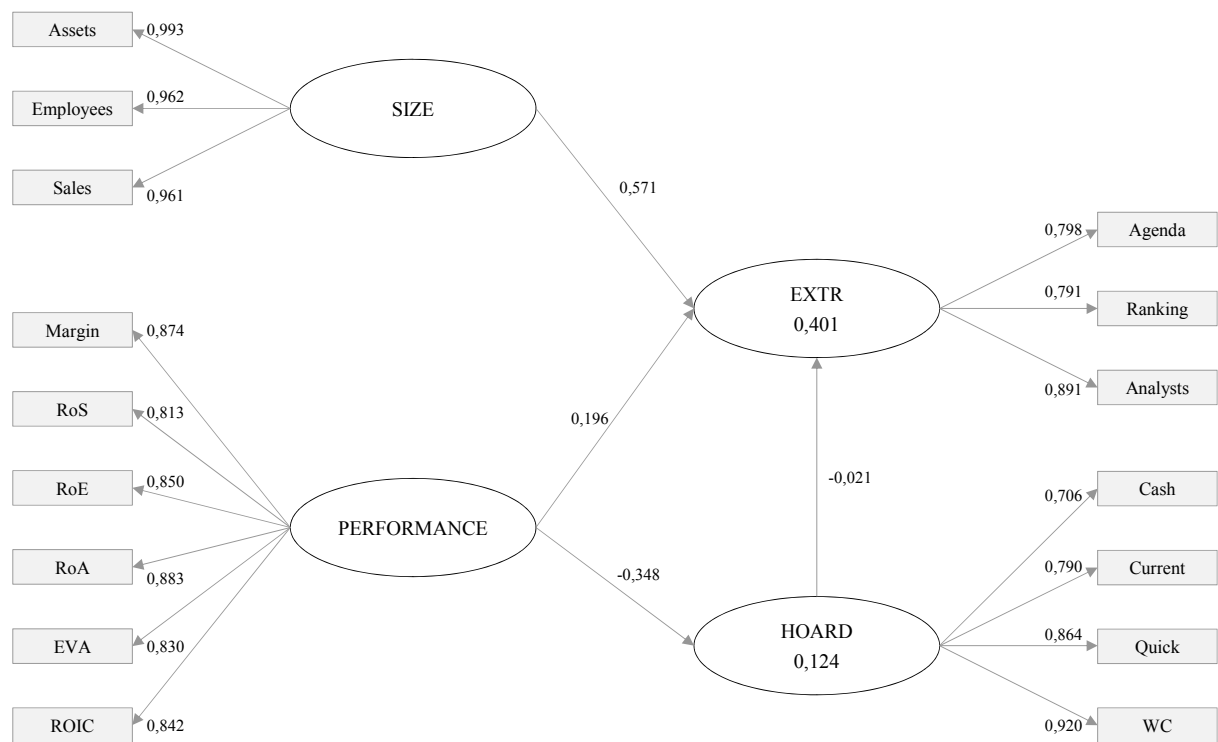 Assets
0,993
Employees
0,962
Sales
0,961
SIZE
0,571
Margin
0,874
RoS
0,813
RoE
0,850
RoA
0,883
EVA
0,830
ROIC
0,842
PERFORMANCE
0,196
-0,348
EXTR
0,401
-0,021
HOARD
0,124
0,798
Agenda
0,791
Ranking
0,891
Analysts
0,706
Cash
0,790
Current
0,864
Quick
0,920
WC